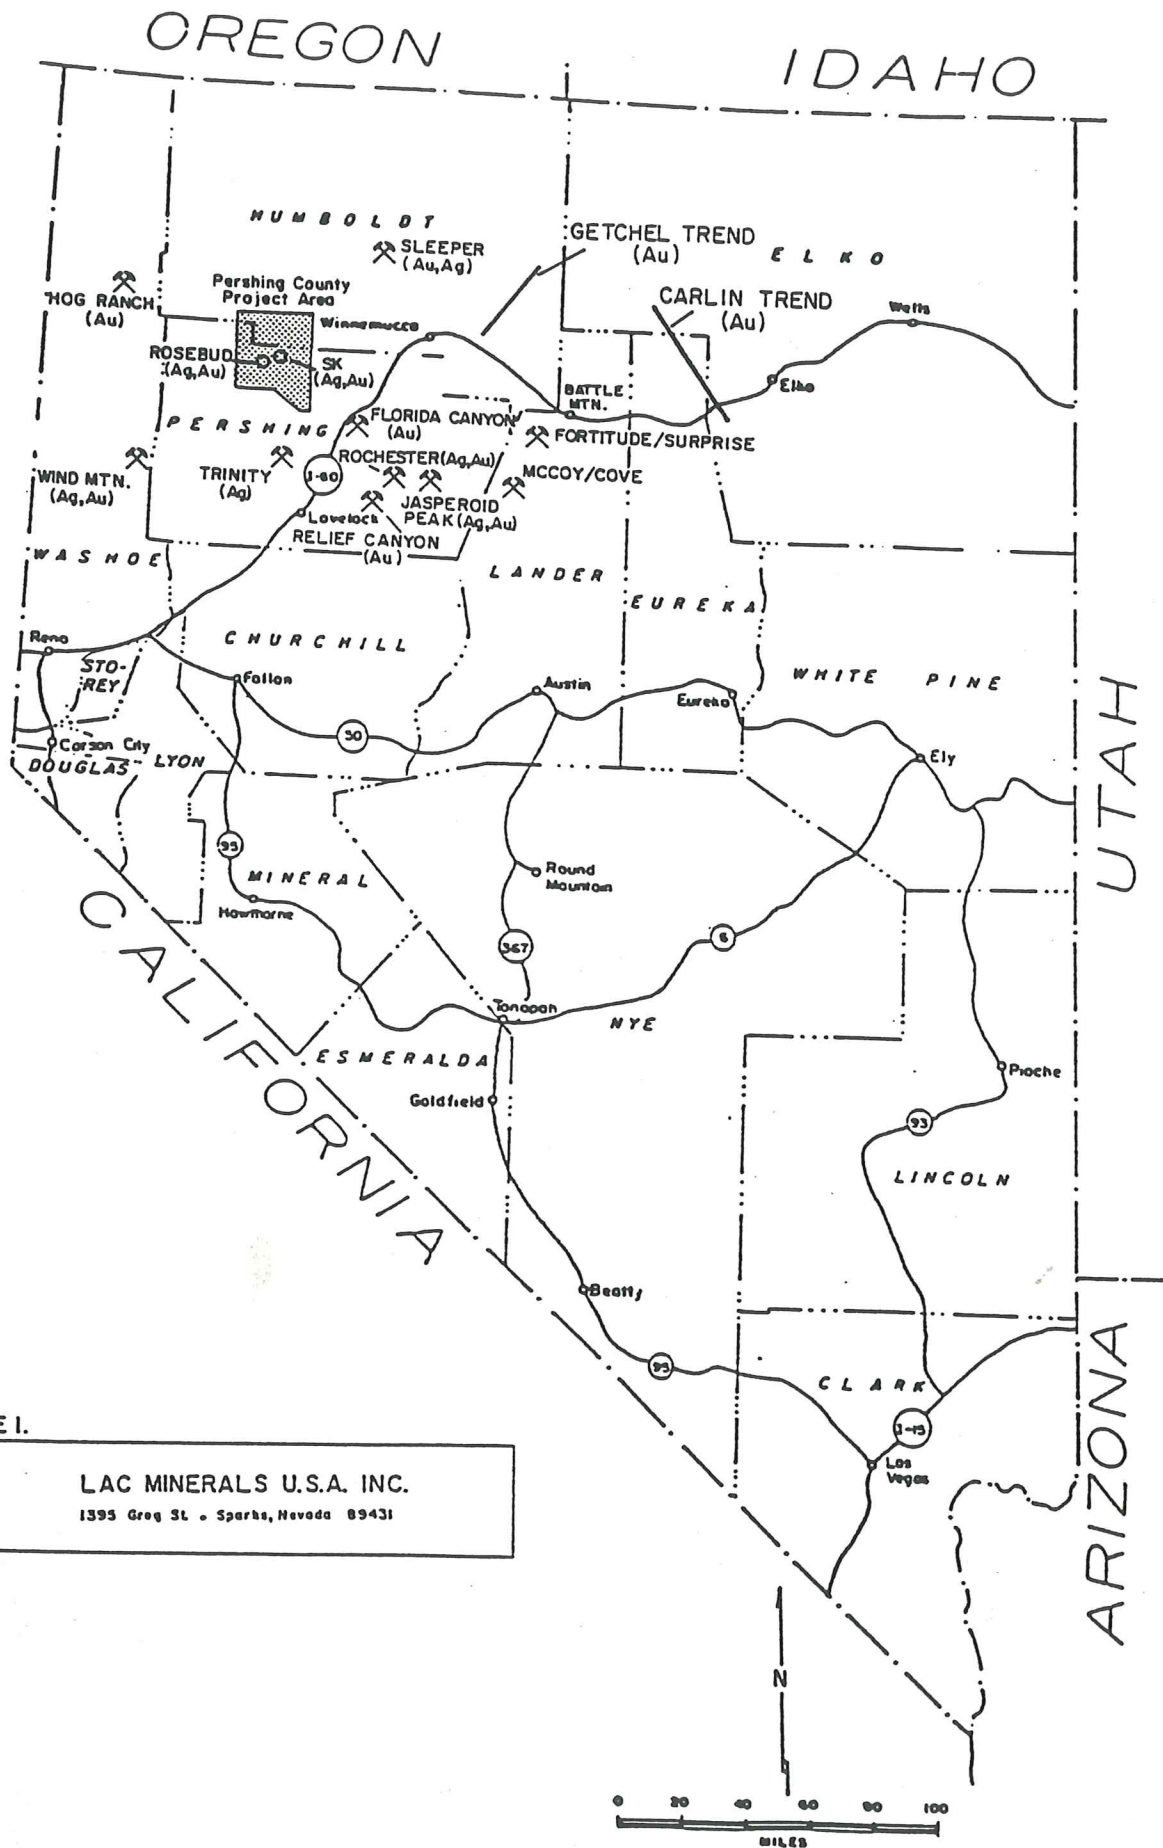 OREGON
IDAHO
HUMBOLDT
SLEEPER
(Au,Ag)
GETCHEL TREND
(Au)
ELKO
HOG RANCH
(Au)
Pershing County
Project Area
Winnemucca
CARLIN TREND
(Au)
Wells
ROSEBUD
(Ag,Au)
SK
(Ag,Au)
BATTLE
MTN.
Elko
PERSHING
FLORIDA CANYON
(Au)
FORTITUDE/SURPRISE
WIND MTN.
(Ag,Au)
TRINITY
(Ag)
I-80
ROCHESTER(Ag,Au)
MCCOY/COVE
JASPEROID
PEAK(Ag,Au)
Lovelock
RELIEF CANYON
(Au)
WASHOE
LANDER
EUREKA
Reno
STO-
REY
CHURCHILL
Fallon
Austin
Eureka
WHITE PINE
UTAH
50
Carson City
DOUGLAS
LYON
Ely
95
MINERAL
Hawthorne
Round
Mountain
CALIFORNIA
367
6
Tonopah
NYE
ESMERALDA
Goldfield
Pioche
93
LINCOLN
Beatty
95
CLARK
I-15
Las
Vegas
ARIZONA
E 1.
LAC MINERALS U.S.A. INC.
1395 Greg St. • Sparks, Nevada 89431
N
0 20 40 60 80 100
MILES